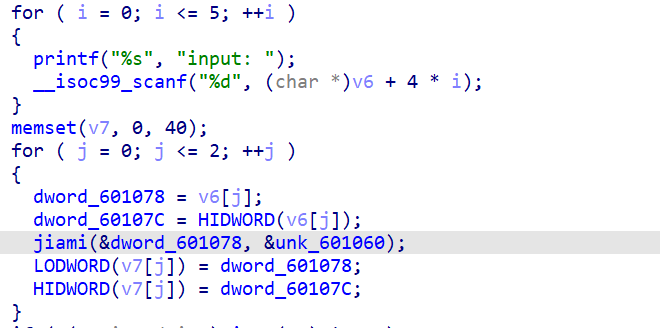 for ( i = 0; i <= 5; ++i )
{
  printf("%s", "input: ");
  __isoc99_scanf("%d", (char *)v6 + 4 * i);
}
memset(v7, 0, 40);
for ( j = 0; j <= 2; ++j )
{
  dword_601078 = v6[j];
  dword_60107C = HIDWORD(v6[j]);
  jiami(&dword_601078, &unk_601060);
  LODWORD(v7[j]) = dword_601078;
  HIDWORD(v7[j]) = dword_60107C;
}